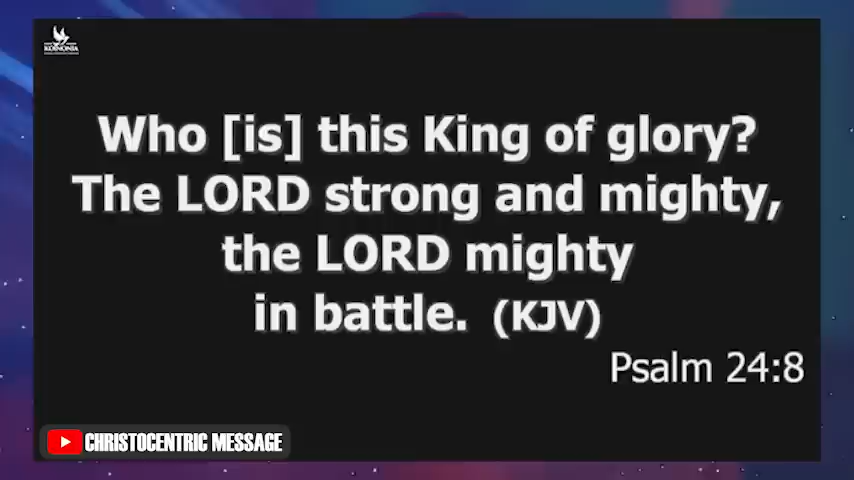 KOINONIA
Who [is] this King of glory?
The LORD strong and mighty,
the LORD mighty
in battle. (KJV)
Psalm 24:8
CHRISTOCENTRIC MESSAGE